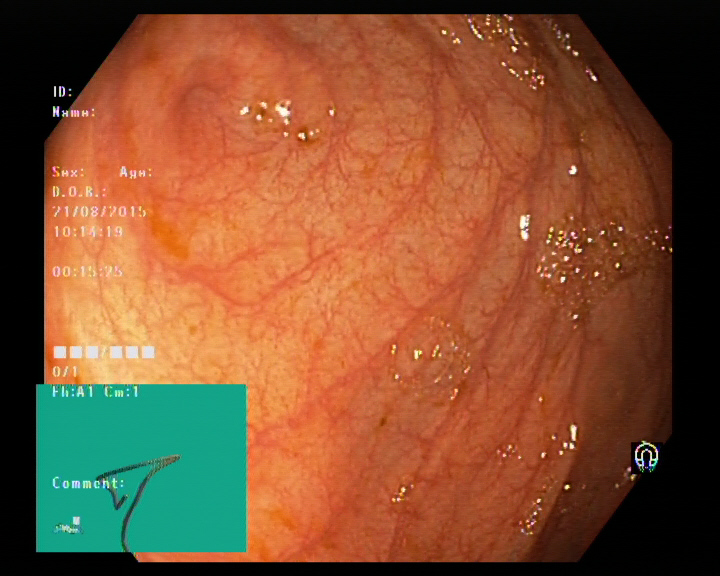 ID:
Name:
Sex: Age:
D.O.B.:
21/08/2015
10:14:19
00:15:25
■■■/■■■
0/1
Eh:A1 Cm:1
Comment: